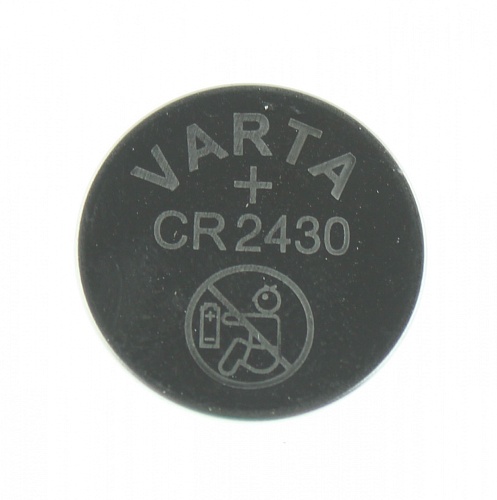 VARTA
+
CR2430
+
-